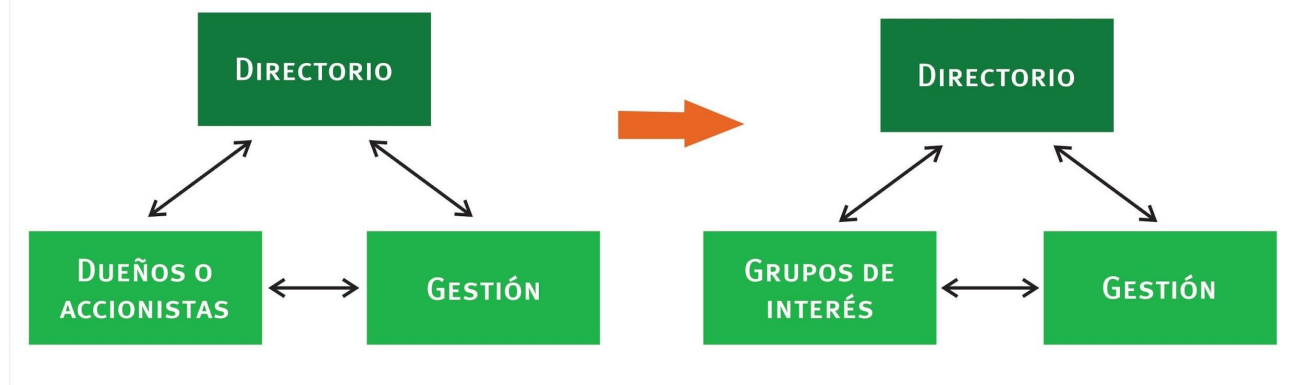 Directorio
Dueños o
accionistas
Gestión
Directorio
Grupos de
interés
Gestión